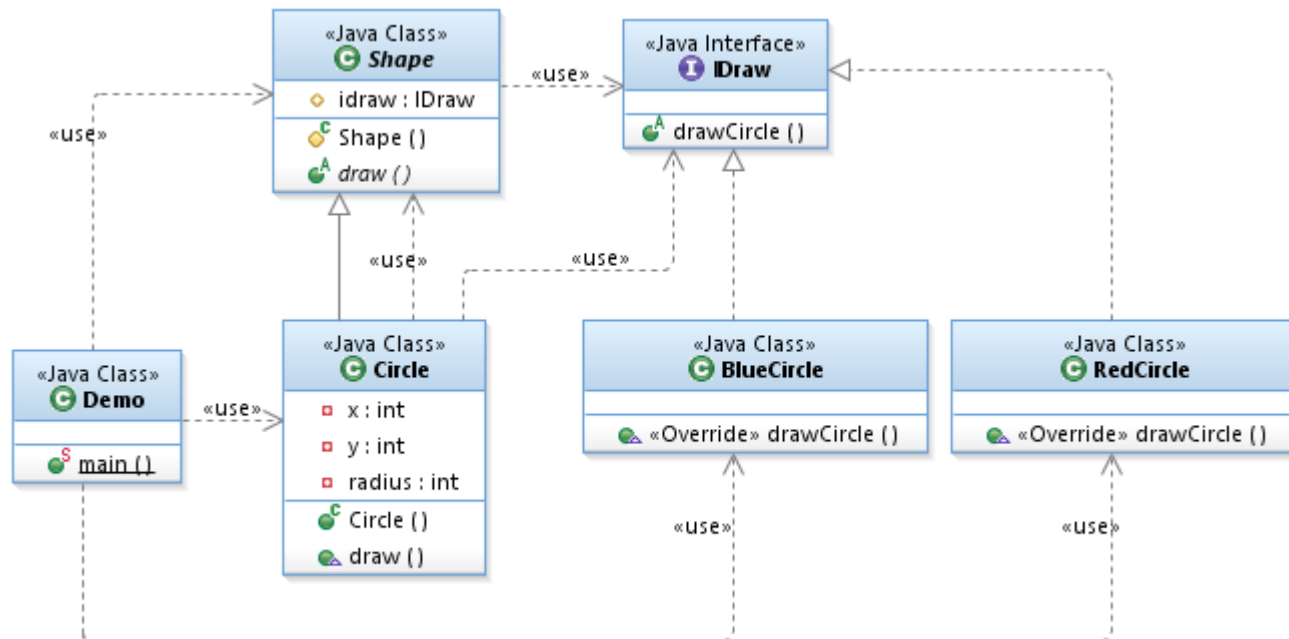 «Java Class»
C Shape
idraw : IDraw
C Shape ( )
A draw ( )
«use»
«Java Interface»
I IDraw
A drawCircle ( )
«use»
«use»
«use»
«Java Class»
C Demo
S main ( )
«use»
«Java Class»
C Circle
x : int
y : int
radius : int
C Circle ( )
draw ( )
«Java Class»
C BlueCircle
«Override» drawCircle ( )
«Java Class»
C RedCircle
«Override» drawCircle ( )
«use»
«use»